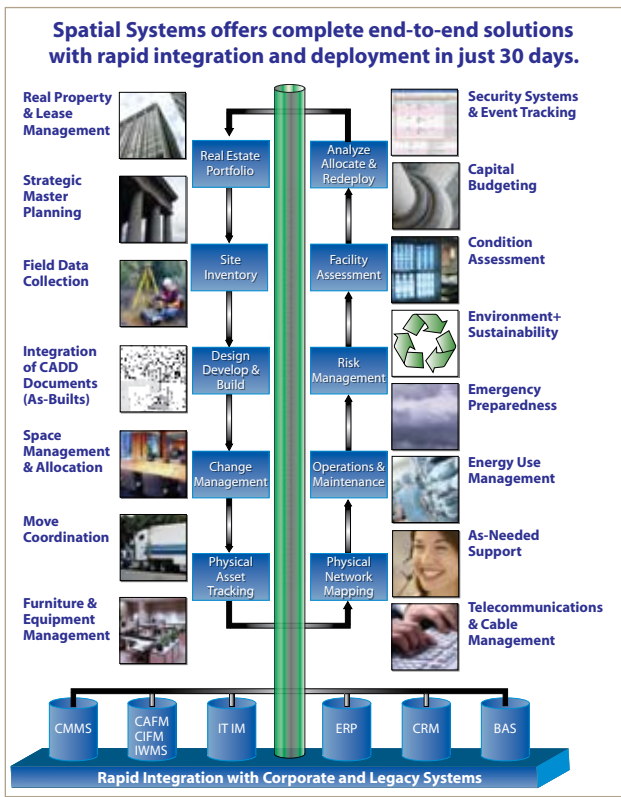 Spatial Systems offers complete end-to-end solutions
with rapid integration and deployment in just 30 days.
Real Property
& Lease
Management
Strategic
Master
Planning
Field Data
Collection
Integration
of CADD
Documents
(As-Builts)
Space
Management
& Allocation
Move
Coordination
Furniture &
Equipment
Management
Real Estate
Portfolio
Site
Inventory
Design
Develop &
Build
Change
Management
Physical
Asset
Tracking
Analyze
Allocate &
Redeploy
Facility
Assessment
Risk
Management
Operations &
Maintenance
Physical
Network
Mapping
Security Systems
& Event Tracking
Capital
Budgeting
Condition
Assessment
Environment+
Sustainability
Emergency
Preparedness
Energy Use
Management
As-Needed
Support
Telecommunications
& Cable
Management
CMMS
CAFM
CIFM
IWMS
IT IM
ERP
CRM
BAS
Rapid Integration with Corporate and Legacy Systems